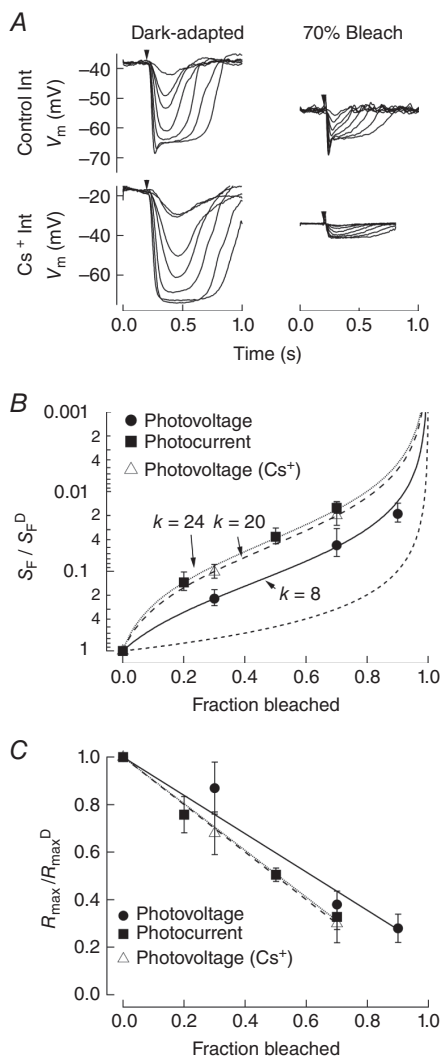 A
Dark-adapted
70% Bleach
Control Int
Vm (mV)
−40
−50
−60
−70
Cs+ Int
Vm (mV)
−20
−40
−60
0.0 0.5 1.0
0.0 0.5 1.0
Time (s)
B
SF / SFD
0.001
2
4
0.01
2
4
0.1
2
4
1
Photovoltage
Photocurrent
Photovoltage (Cs+)
k = 24
k = 20
k = 8
0.0 0.2 0.4 0.6 0.8 1.0
Fraction bleached
C
Rmax/RmaxD
1.0
0.8
0.6
0.4
0.2
0.0
Photovoltage
Photocurrent
Photovoltage (Cs+)
0.0 0.2 0.4 0.6 0.8 1.0
Fraction bleached